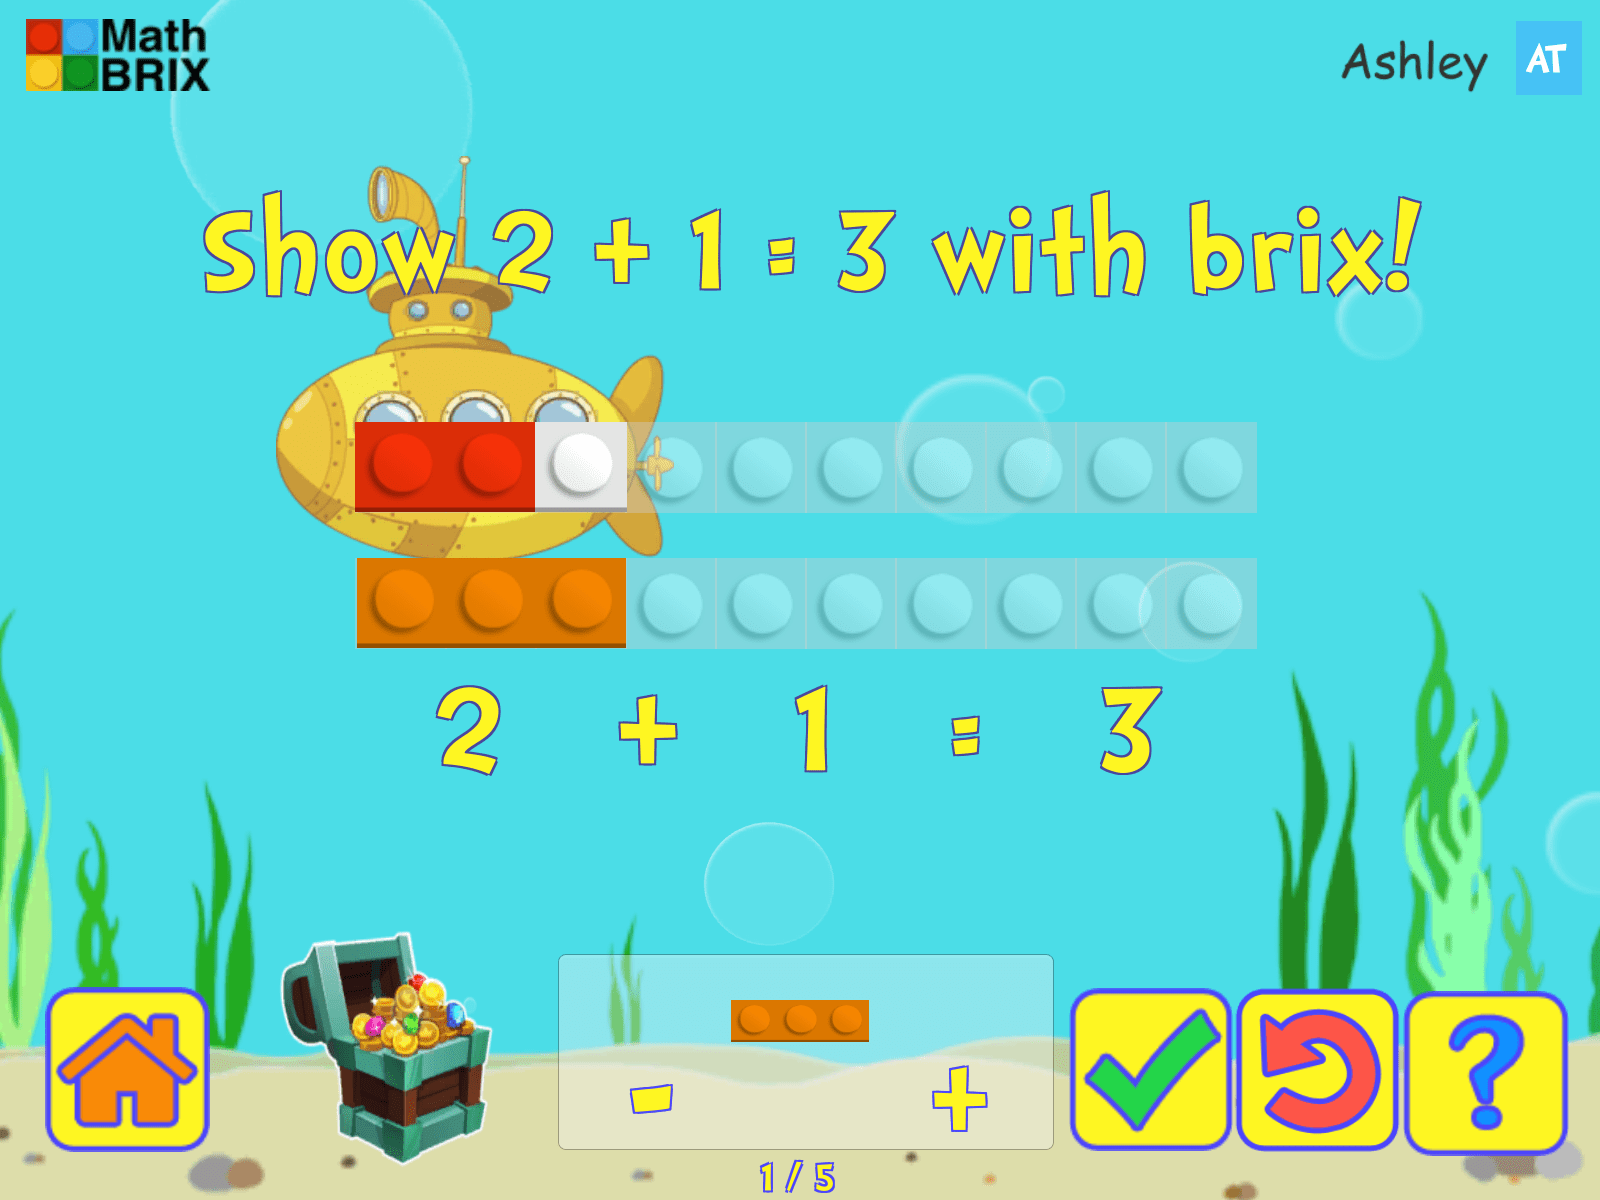 Math
BRIX
Ashley
AT
Show 2 + 1 = 3 with brix!
2 + 1 = 3
- +
?
1 / 5